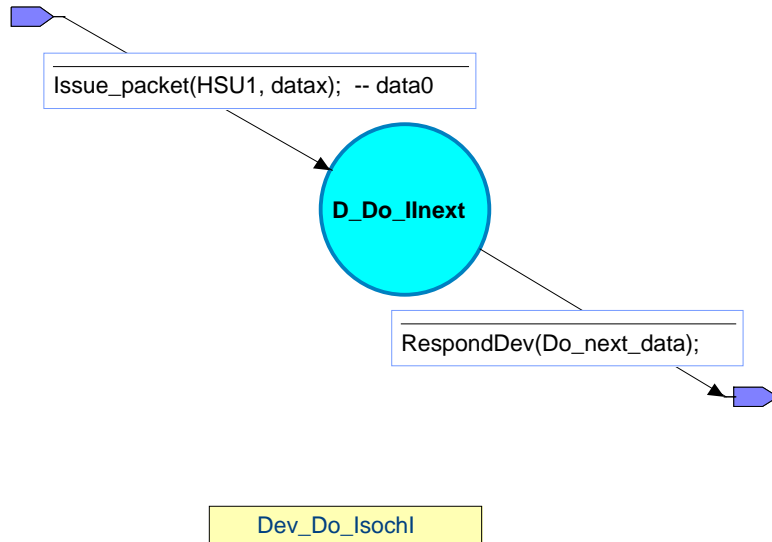 Issue_packet(HSU1, datax);  -- data0
D_Do_IInext
RespondDev(Do_next_data);
Dev_Do_IsochI